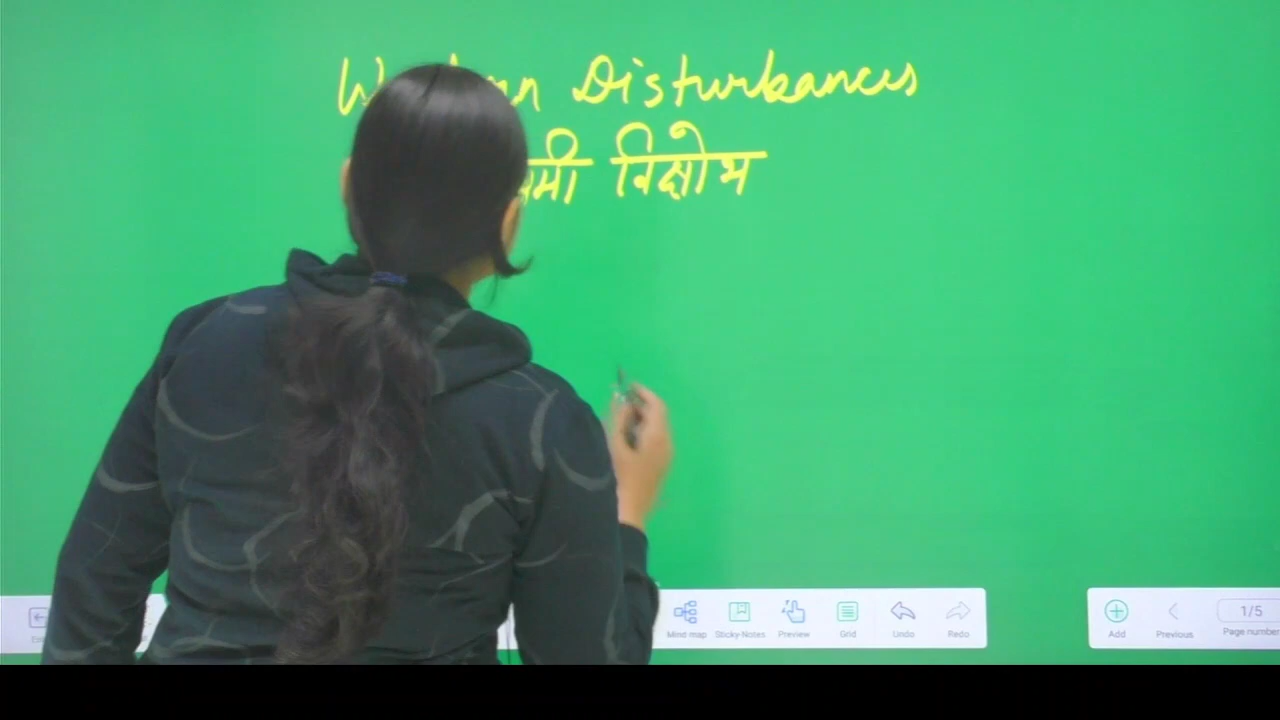 Disturbances
विक्षोभ
Mind map
Sticky Notes
Preview
Grid
Undo
Redo
Add
Previous
1/5
Page number